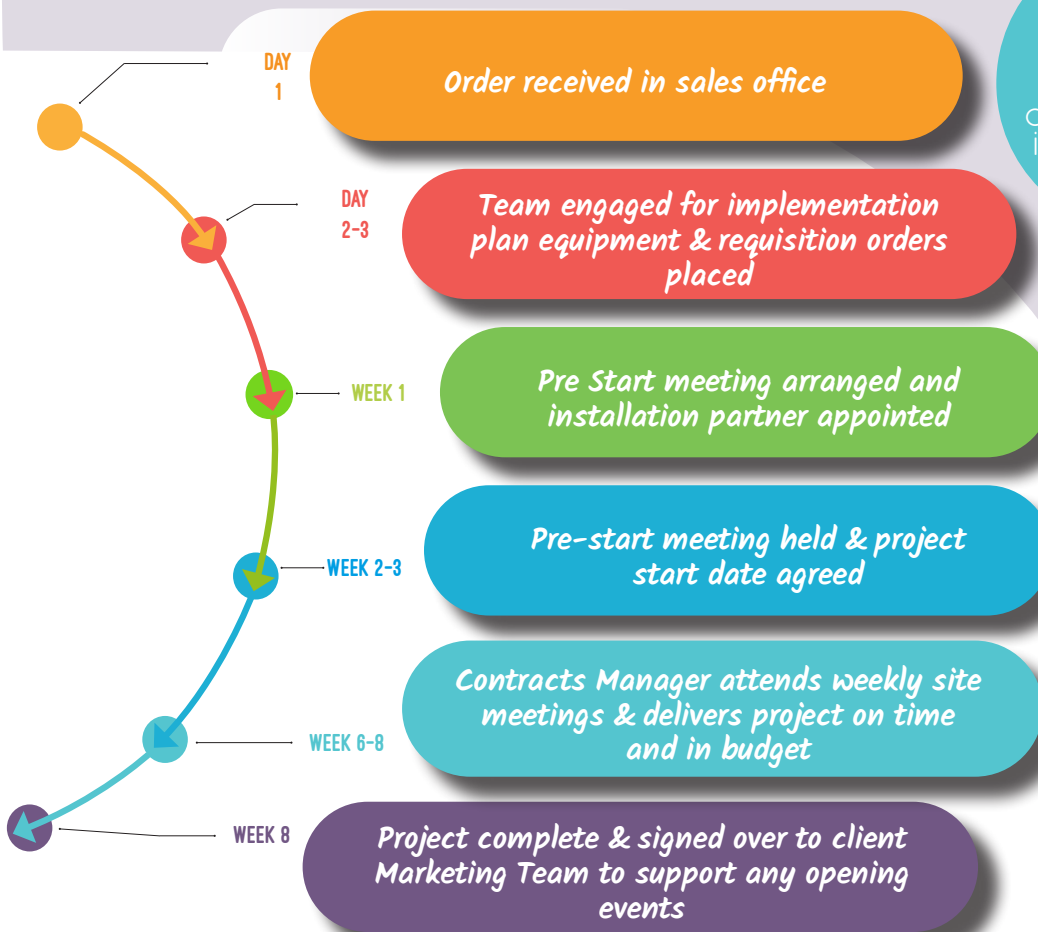 DAY
1
Order received in sales office
DAY
2-3
Team engaged for implementation
plan equipment & requisition orders
placed
WEEK 1
Pre Start meeting arranged and
installation partner appointed
WEEK 2-3
Pre-start meeting held & project
start date agreed
WEEK 6-8
Contracts Manager attends weekly site
meetings & delivers project on time
and in budget
WEEK 8
Project complete & signed over to client
Marketing Team to support any opening
events